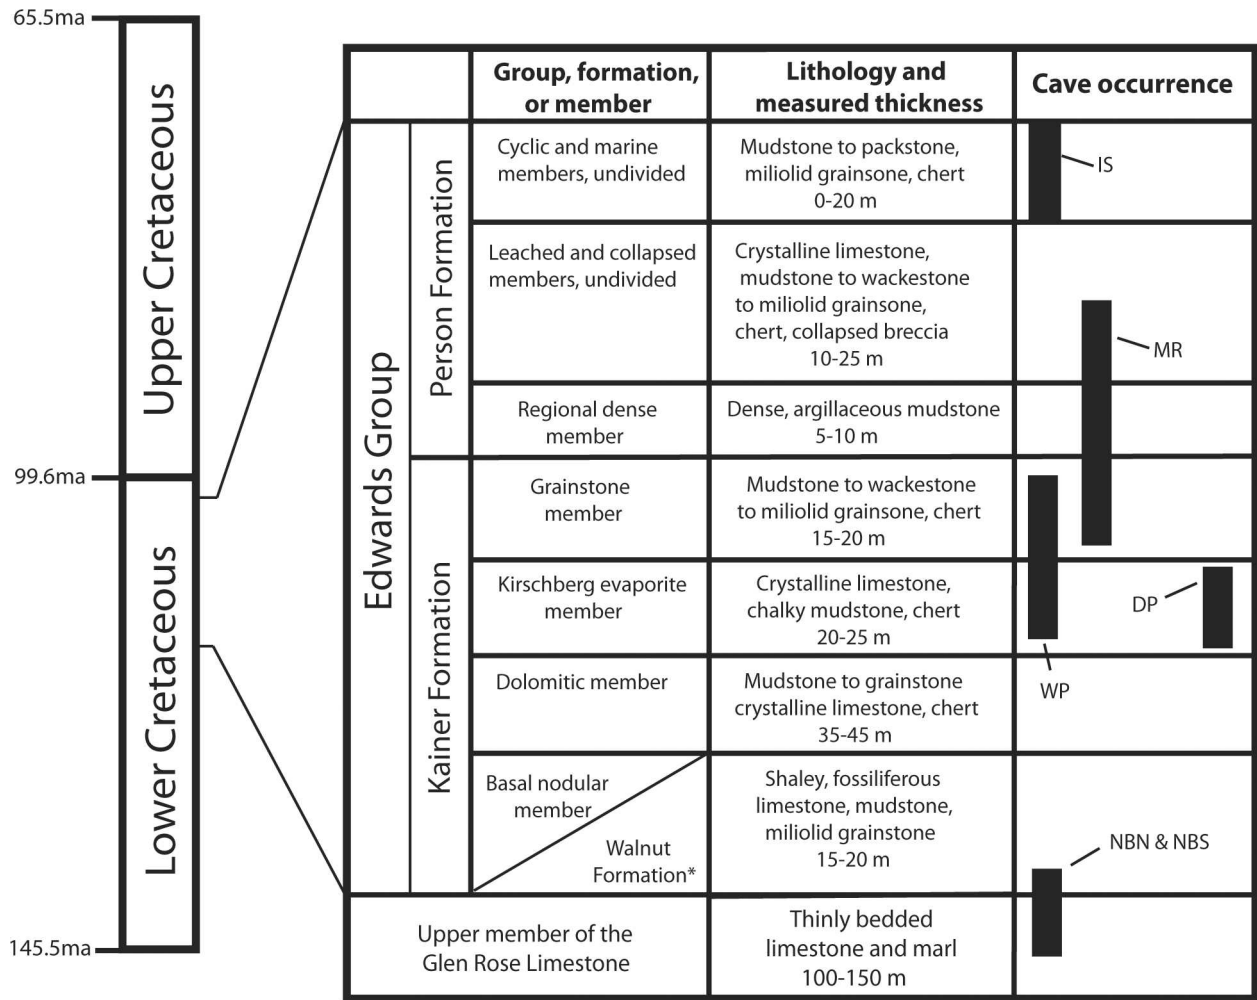 65.5ma
Upper Cretaceous
99.6ma
Lower Cretaceous
145.5ma
Group, formation,
or member
Lithology and
measured thickness
Cave occurrence
Edwards Group
Person Formation
Cyclic and marine
members, undivided
Mudstone to packstone,
miliolid grainsone, chert
0-20 m
IS
Leached and collapsed
members, undivided
Crystalline limestone,
mudstone to wackestone
to miliolid grainsone,
chert, collapsed breccia
10-25 m
MR
Regional dense
member
Dense, argillaceous mudstone
5-10 m
Kainer Formation
Grainstone
member
Mudstone to wackestone
to miliolid grainsone, chert
15-20 m
Kirschberg evaporite
member
Crystalline limestone,
chalky mudstone, chert
20-25 m
DP
WP
Dolomitic member
Mudstone to grainstone
crystalline limestone, chert
35-45 m
Basal nodular
member
Walnut
Formation*
Shaley, fossiliferous
limestone, mudstone,
miliolid grainstone
15-20 m
NBN & NBS
Upper member of the
Glen Rose Limestone
Thinly bedded
limestone and marl
100-150 m